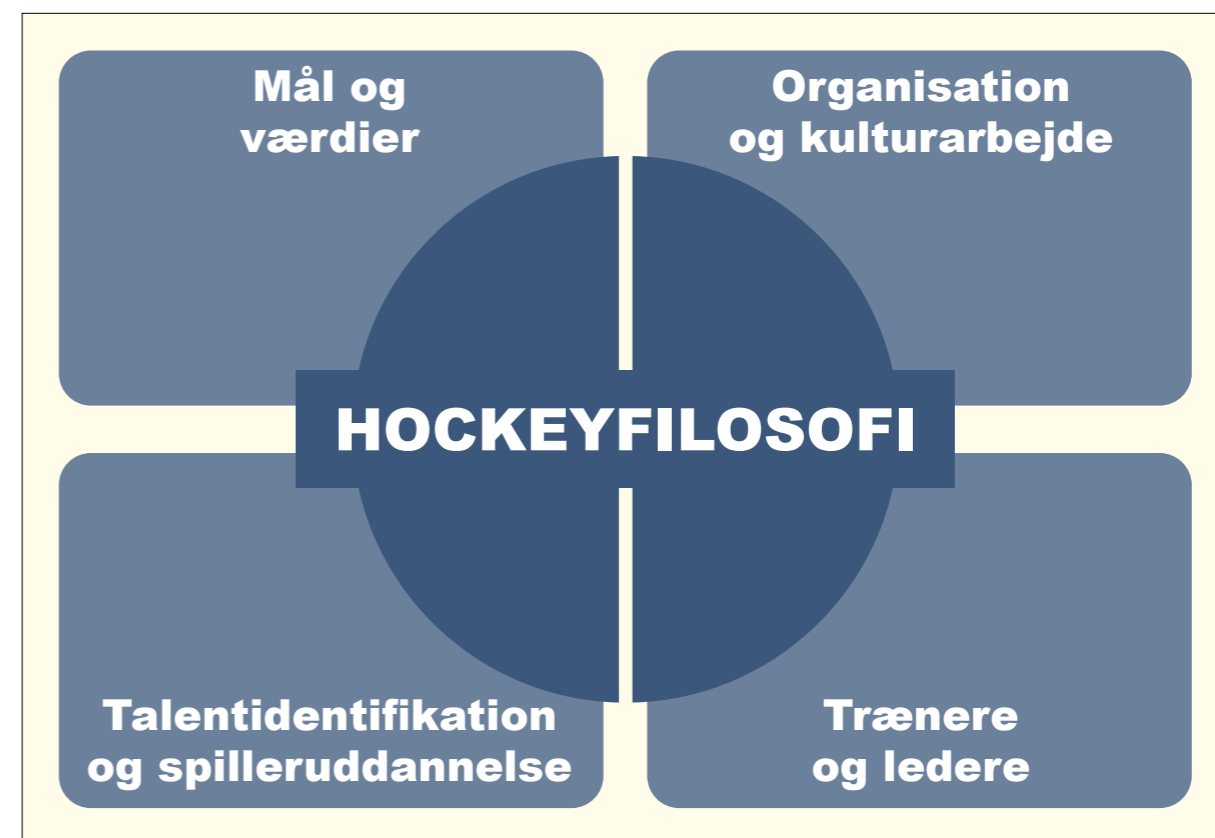 Mål og
værdier
Organisation
og kulturarbejde
HOCKEYFILOSOFI
Talentidentifikation
og spilleruddannelse
Trænere
og ledere